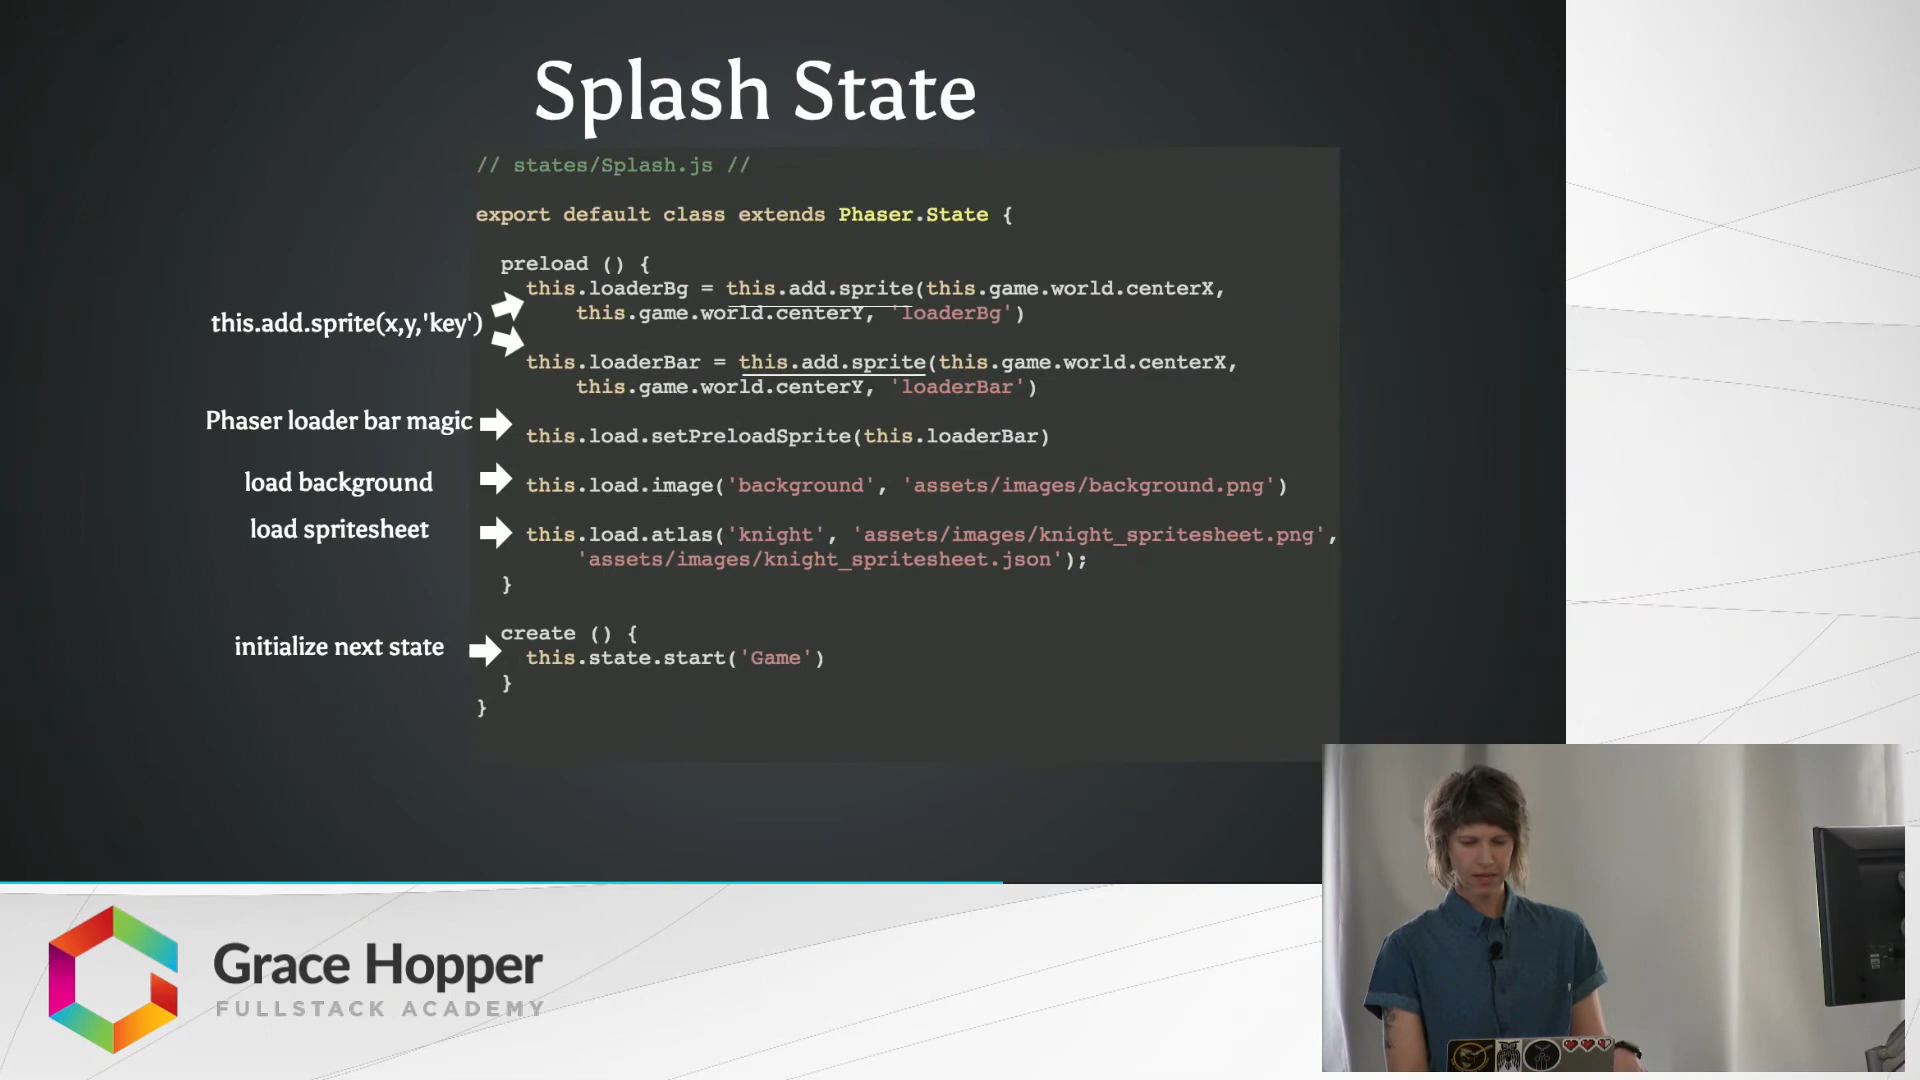 Splash State
// states/Splash.js //
export default class extends Phaser.State {
preload () {
this.loaderBg = this.add.sprite(this.game.world.centerX,
this.game.world.centerY, 'loaderBg')
this.add.sprite(x,y,'key')
this.loaderBar = this.add.sprite(this.game.world.centerX,
this.game.world.centerY, 'loaderBar')
Phaser loader bar magic
this.load.setPreloadSprite(this.loaderBar)
load background
this.load.image('background', 'assets/images/background.png')
load spritesheet
this.load.atlas('knight', 'assets/images/knight_spritesheet.png',
'assets/images/knight_spritesheet.json');
}
create () {
initialize next state
this.state.start('Game')
}
}
Grace Hopper
FULLSTACK ACADEMY